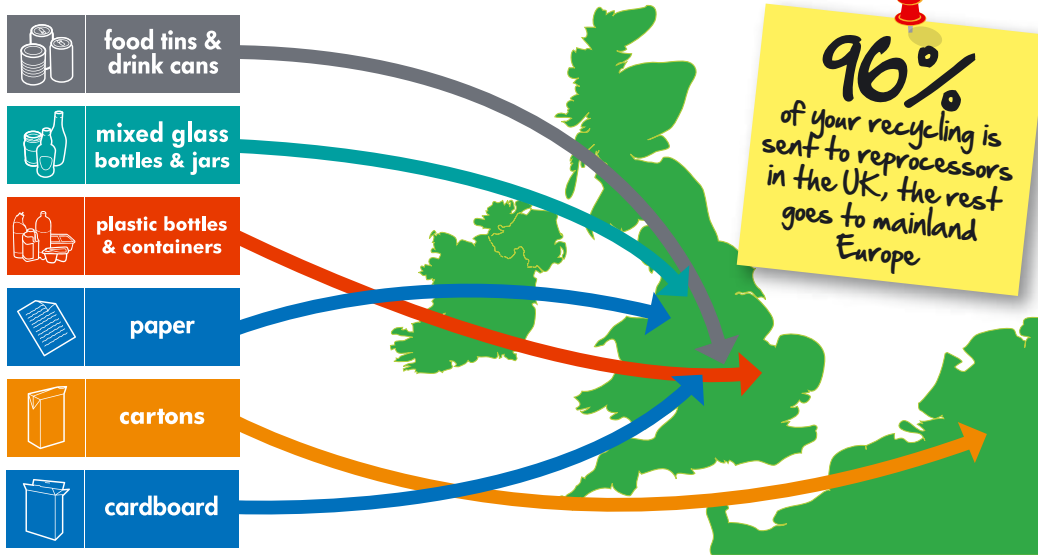 food tins &
drink cans
mixed glass
bottles & jars
plastic bottles
& containers
paper
cartons
cardboard
96%
of your recycling is
sent to reprocessors
in the UK, the rest
goes to mainland
Europe